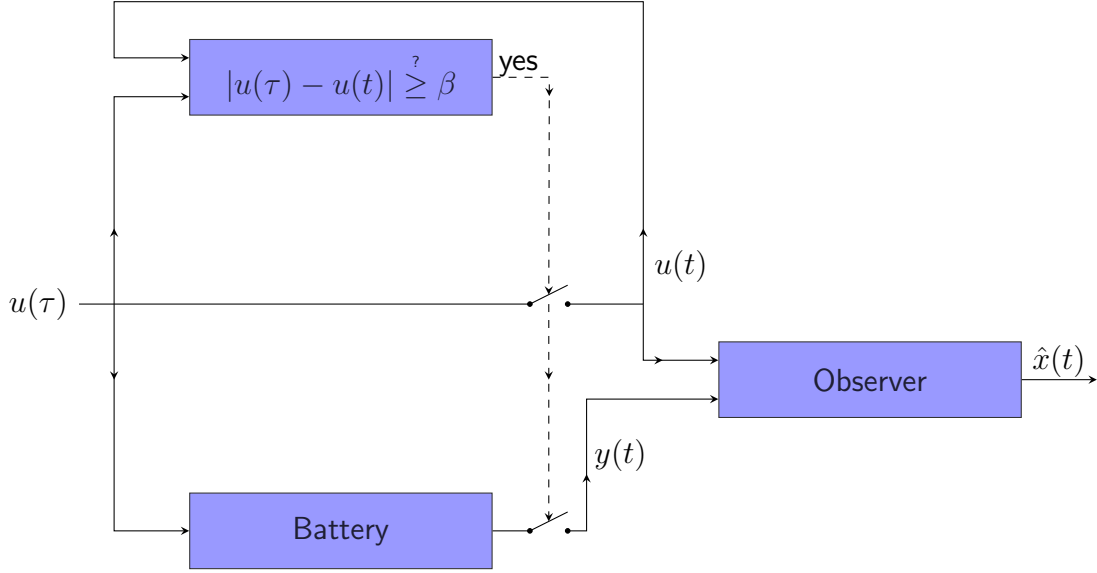 yes
|u(τ) − u(t)| ≥? β
u(t)
u(τ)
x̂(t)
Observer
y(t)
Battery